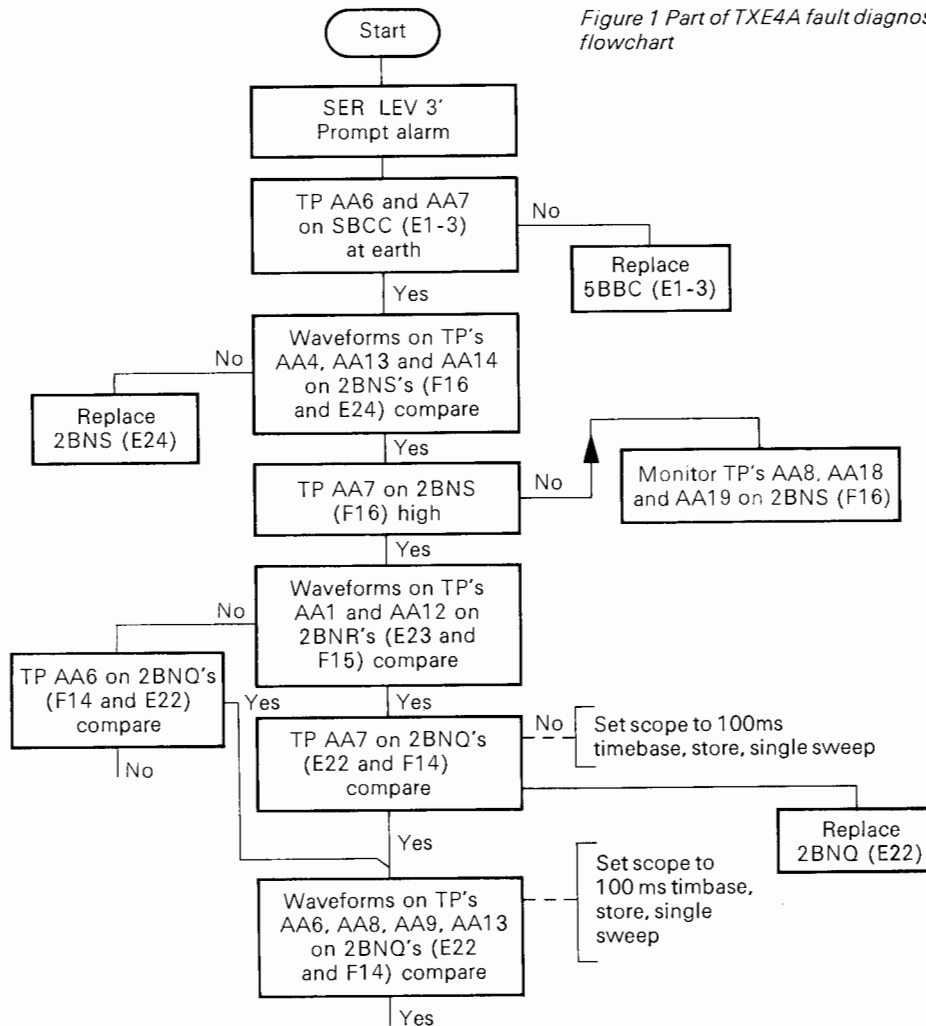 Figure 1 Part of TXE4A fault
flowchart
Start
SER LEV 3'
Prompt alarm
TP AA6 and AA7
on SBCC (E1-3)
at earth
No
Replace
5BBC (E1-3)
Yes
Waveforms on TP's
AA4, AA13 and AA14
on 2BNS's (F16
and E24) compare
No
Replace
2BNS (E24)
Yes
TP AA7 on 2BNS
(F16) high
No
Monitor TP's AA8, AA18
and AA19 on 2BNS (F16)
Yes
Waveforms on TP's
AA1 and AA12 on
2BNR's (E23 and
F15) compare
No
TP AA6 on 2BNQ's
(F14 and E22)
compare
Yes
No
Yes
TP AA7 on 2BNQ's
(E22 and F14)
compare
No
Set scope to 100ms
timebase, store, single sweep
Replace
2BNQ (E22)
Yes
Waveforms on TP's
AA6, AA8, AA9, AA13
on 2BNQ's (E22
and F14) compare
Set scope to
100 ms timbase,
store, single
sweep
Yes